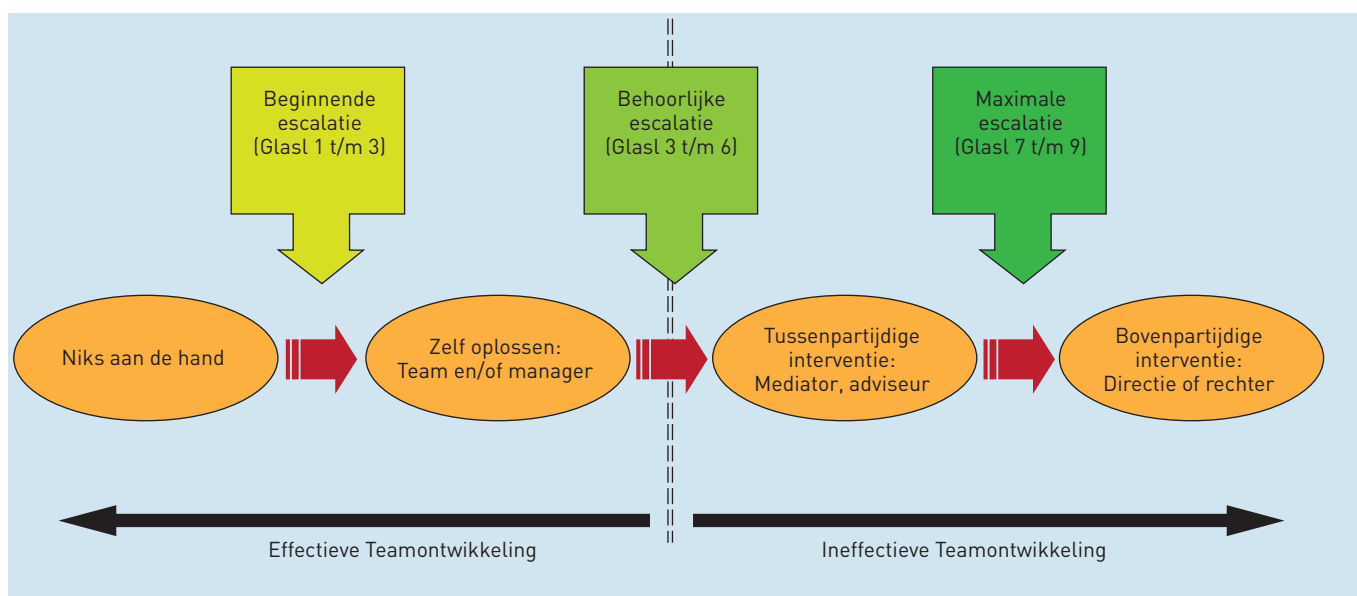 Beginnende
escalatie
(Glasl 1 t/m 3)
Behoorlijke
escalatie
(Glasl 3 t/m 6)
Maximale
escalatie
(Glasl 7 t/m 9)
Niks aan de hand
Zelf oplossen:
Team en/of manager
Tussenpartijdige
interventie:
Mediator, adviseur
Bovenpartijdige
interventie:
Directie of rechter
Effectieve Teamontwikkeling
Ineffectieve Teamontwikkeling